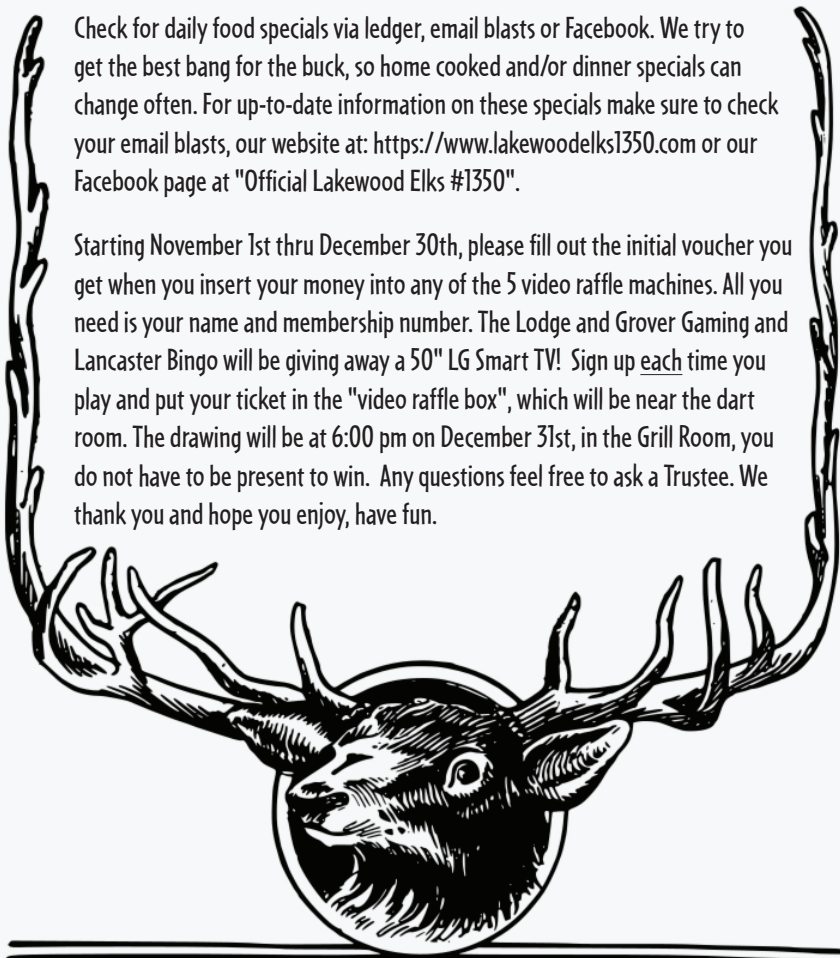 Check for daily food specials via ledger, email blasts or Facebook. We try to
get the best bang for the buck, so home cooked and/or dinner specials can
change often. For up-to-date information on these specials make sure to check
your email blasts, our website at: https://www.lakewoodelks1350.com or our
Facebook page at "Official Lakewood Elks #1350".
Starting November 1st thru December 30th, please fill out the initial voucher you
get when you insert your money into any of the 5 video raffle machines. All you
need is your name and membership number. The Lodge and Grover Gaming and
Lancaster Bingo will be giving away a 50" LG Smart TV! Sign up each time you
play and put your ticket in the "video raffle box", which will be near the dart
room. The drawing will be at 6:00 pm on December 31st, in the Grill Room, you
do not have to be present to win. Any questions feel free to ask a Trustee. We
thank you and hope you enjoy, have fun.